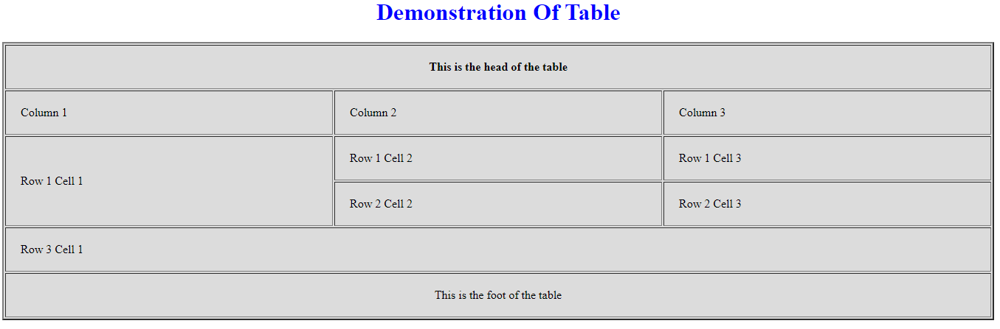 Demonstration Of Table
This is the head of the table
Column 1
Column 2
Column 3
Row 1 Cell 1
Row 1 Cell 2
Row 1 Cell 3
Row 2 Cell 2
Row 2 Cell 3
Row 3 Cell 1
This is the foot of the table